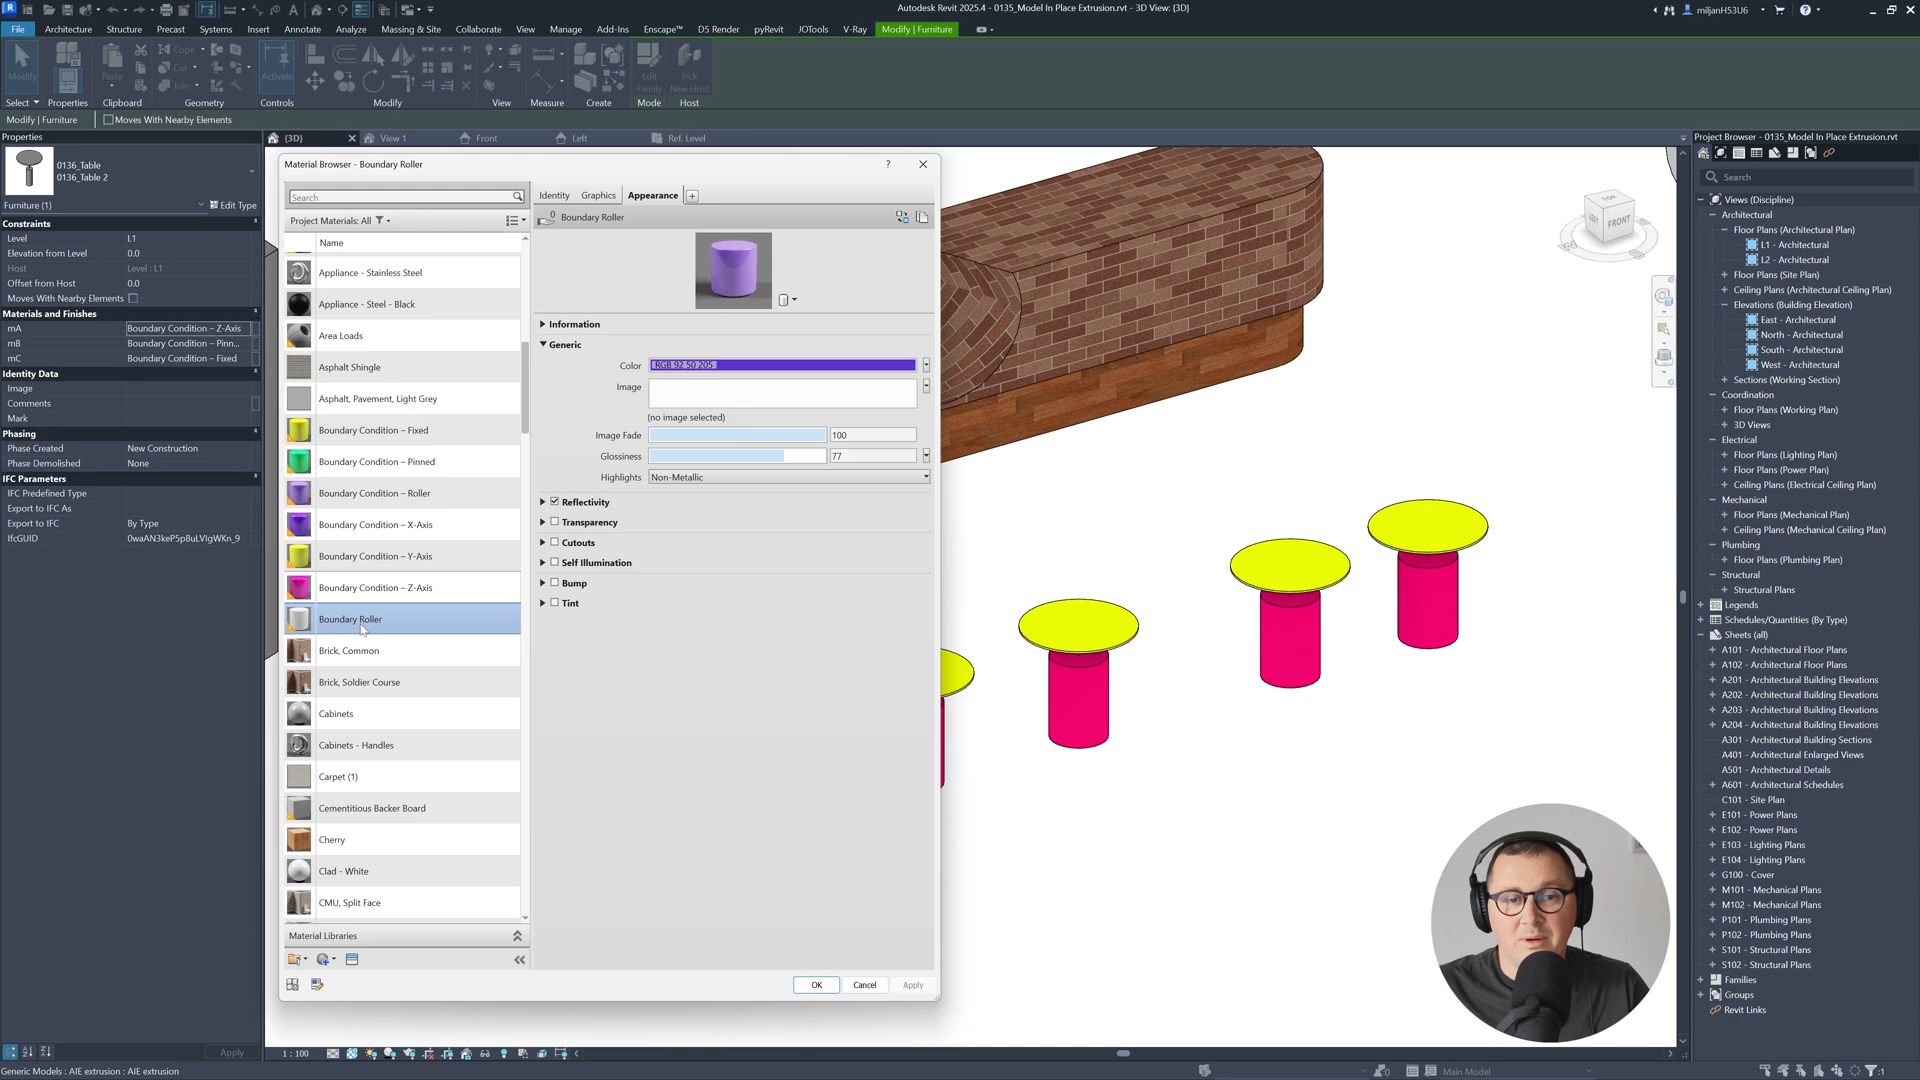 Autodesk Revit 2025.4 - 0135_Model In Place Extrusion.rvt - 3D View: {3D}
miljanH53U6
File
Architecture
Structure
Precast
Systems
Insert
Annotate
Analyze
Massing & Site
Collaborate
View
Manage
Add-Ins
Enscape™
D5 Render
pyRevit
JOTools
V-Ray
Modify | Furniture
Modify
Paste
Cope
Cut
Join
Activate
Edit Family
Pick New Host
Select
Properties
Clipboard
Geometry
Controls
Modify
View
Measure
Create
Mode
Host
Modify | Furniture
Moves With Nearby Elements
Properties
0136_Table
0136_Table 2
Furniture (1)
Edit Type
Constraints
Level L1
Elevation from Level 0.0
Host Level : L1
Offset from Host 0.0
Moves With Nearby Elements
Materials and Finishes
mA Boundary Condition – Z-Axis
mB Boundary Condition – Pinn...
mC Boundary Condition – Fixed
Identity Data
Image
Comments
Mark
Phasing
Phase Created New Construction
Phase Demolished None
IFC Parameters
IFC Predefined Type
Export to IFC As
Export to IFC By Type
IfcGUID 0waAN3keP5pBuLVIgWKn_9
Apply
{3D}
View 1
Front
Left
Ref. Level
Material Browser - Boundary Roller
?
Search
Project Materials: All
Name
Appliance - Stainless Steel
Appliance - Steel - Black
Area Loads
Asphalt Shingle
Asphalt, Pavement, Light Grey
Boundary Condition – Fixed
Boundary Condition – Pinned
Boundary Condition – Roller
Boundary Condition – X-Axis
Boundary Condition – Y-Axis
Boundary Condition – Z-Axis
Boundary Roller
Brick, Common
Brick, Soldier Course
Cabinets
Cabinets - Handles
Carpet (1)
Cementitious Backer Board
Cherry
Clad - White
CMU, Split Face
Material Libraries
Identity
Graphics
Appearance
0
Boundary Roller
Information
Generic
Color RGB 92 50 205
Image
(no image selected)
Image Fade 100
Glossiness 77
Highlights Non-Metallic
Reflectivity
Transparency
Cutouts
Self Illumination
Bump
Tint
OK
Cancel
Apply
TOP
LEFT
FRONT
W
S
Project Browser - 0135_Model In Place Extrusion.rvt
Search
Views (Discipline)
Architectural
Floor Plans (Architectural Plan)
L1 - Architectural
L2 - Architectural
Floor Plans (Site Plan)
Ceiling Plans (Architectural Ceiling Plan)
Elevations (Building Elevation)
East - Architectural
North - Architectural
South - Architectural
West - Architectural
Sections (Working Section)
Coordination
Floor Plans (Working Plan)
3D Views
Electrical
Floor Plans (Lighting Plan)
Floor Plans (Power Plan)
Ceiling Plans (Electrical Ceiling Plan)
Mechanical
Floor Plans (Mechanical Plan)
Ceiling Plans (Mechanical Ceiling Plan)
Plumbing
Floor Plans (Plumbing Plan)
Structural
Structural Plans
Legends
Schedules/Quantities (By Type)
Sheets (all)
A101 - Architectural Floor Plans
A102 - Architectural Floor Plans
A201 - Architectural Building Elevations
A202 - Architectural Building Elevations
A203 - Architectural Building Elevations
A204 - Architectural Building Elevations
A301 - Architectural Building Sections
A401 - Architectural Enlarged Views
A501 - Architectural Details
A601 - Architectural Schedules
C101 - Site Plan
E101 - Power Plans
E102 - Power Plans
E103 - Lighting Plans
E104 - Lighting Plans
G100 - Cover
M101 - Mechanical Plans
M102 - Mechanical Plans
P101 - Plumbing Plans
P102 - Plumbing Plans
S101 - Structural Plans
S102 - Structural Plans
Families
Groups
Revit Links
1 : 100
Generic Models : AIE extrusion : AIE extrusion
:0
Main Model
:1